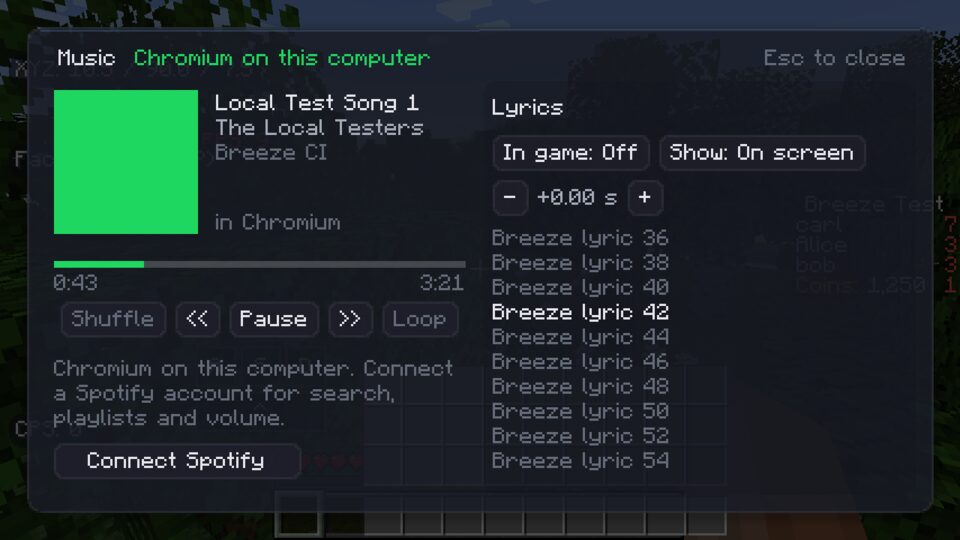 Music Chromium on this computer
Esc to close
Local Test Song 1
The Local Testers
Breeze CI
in Chromium
0:43
3:21
Shuffle << Pause >> Loop
Chromium on this computer. Connect
a Spotify account for search,
playlists and volume.
Connect Spotify
Lyrics
In game: Off
Show: On screen
- +0.00 s +
Breeze lyric 36
Breeze lyric 38
Breeze lyric 40
Breeze lyric 42
Breeze lyric 44
Breeze lyric 46
Breeze lyric 48
Breeze lyric 50
Breeze lyric 52
Breeze lyric 54
Breeze Test
carl 7
Alice 3
bob 3
Coins: 1,250 1